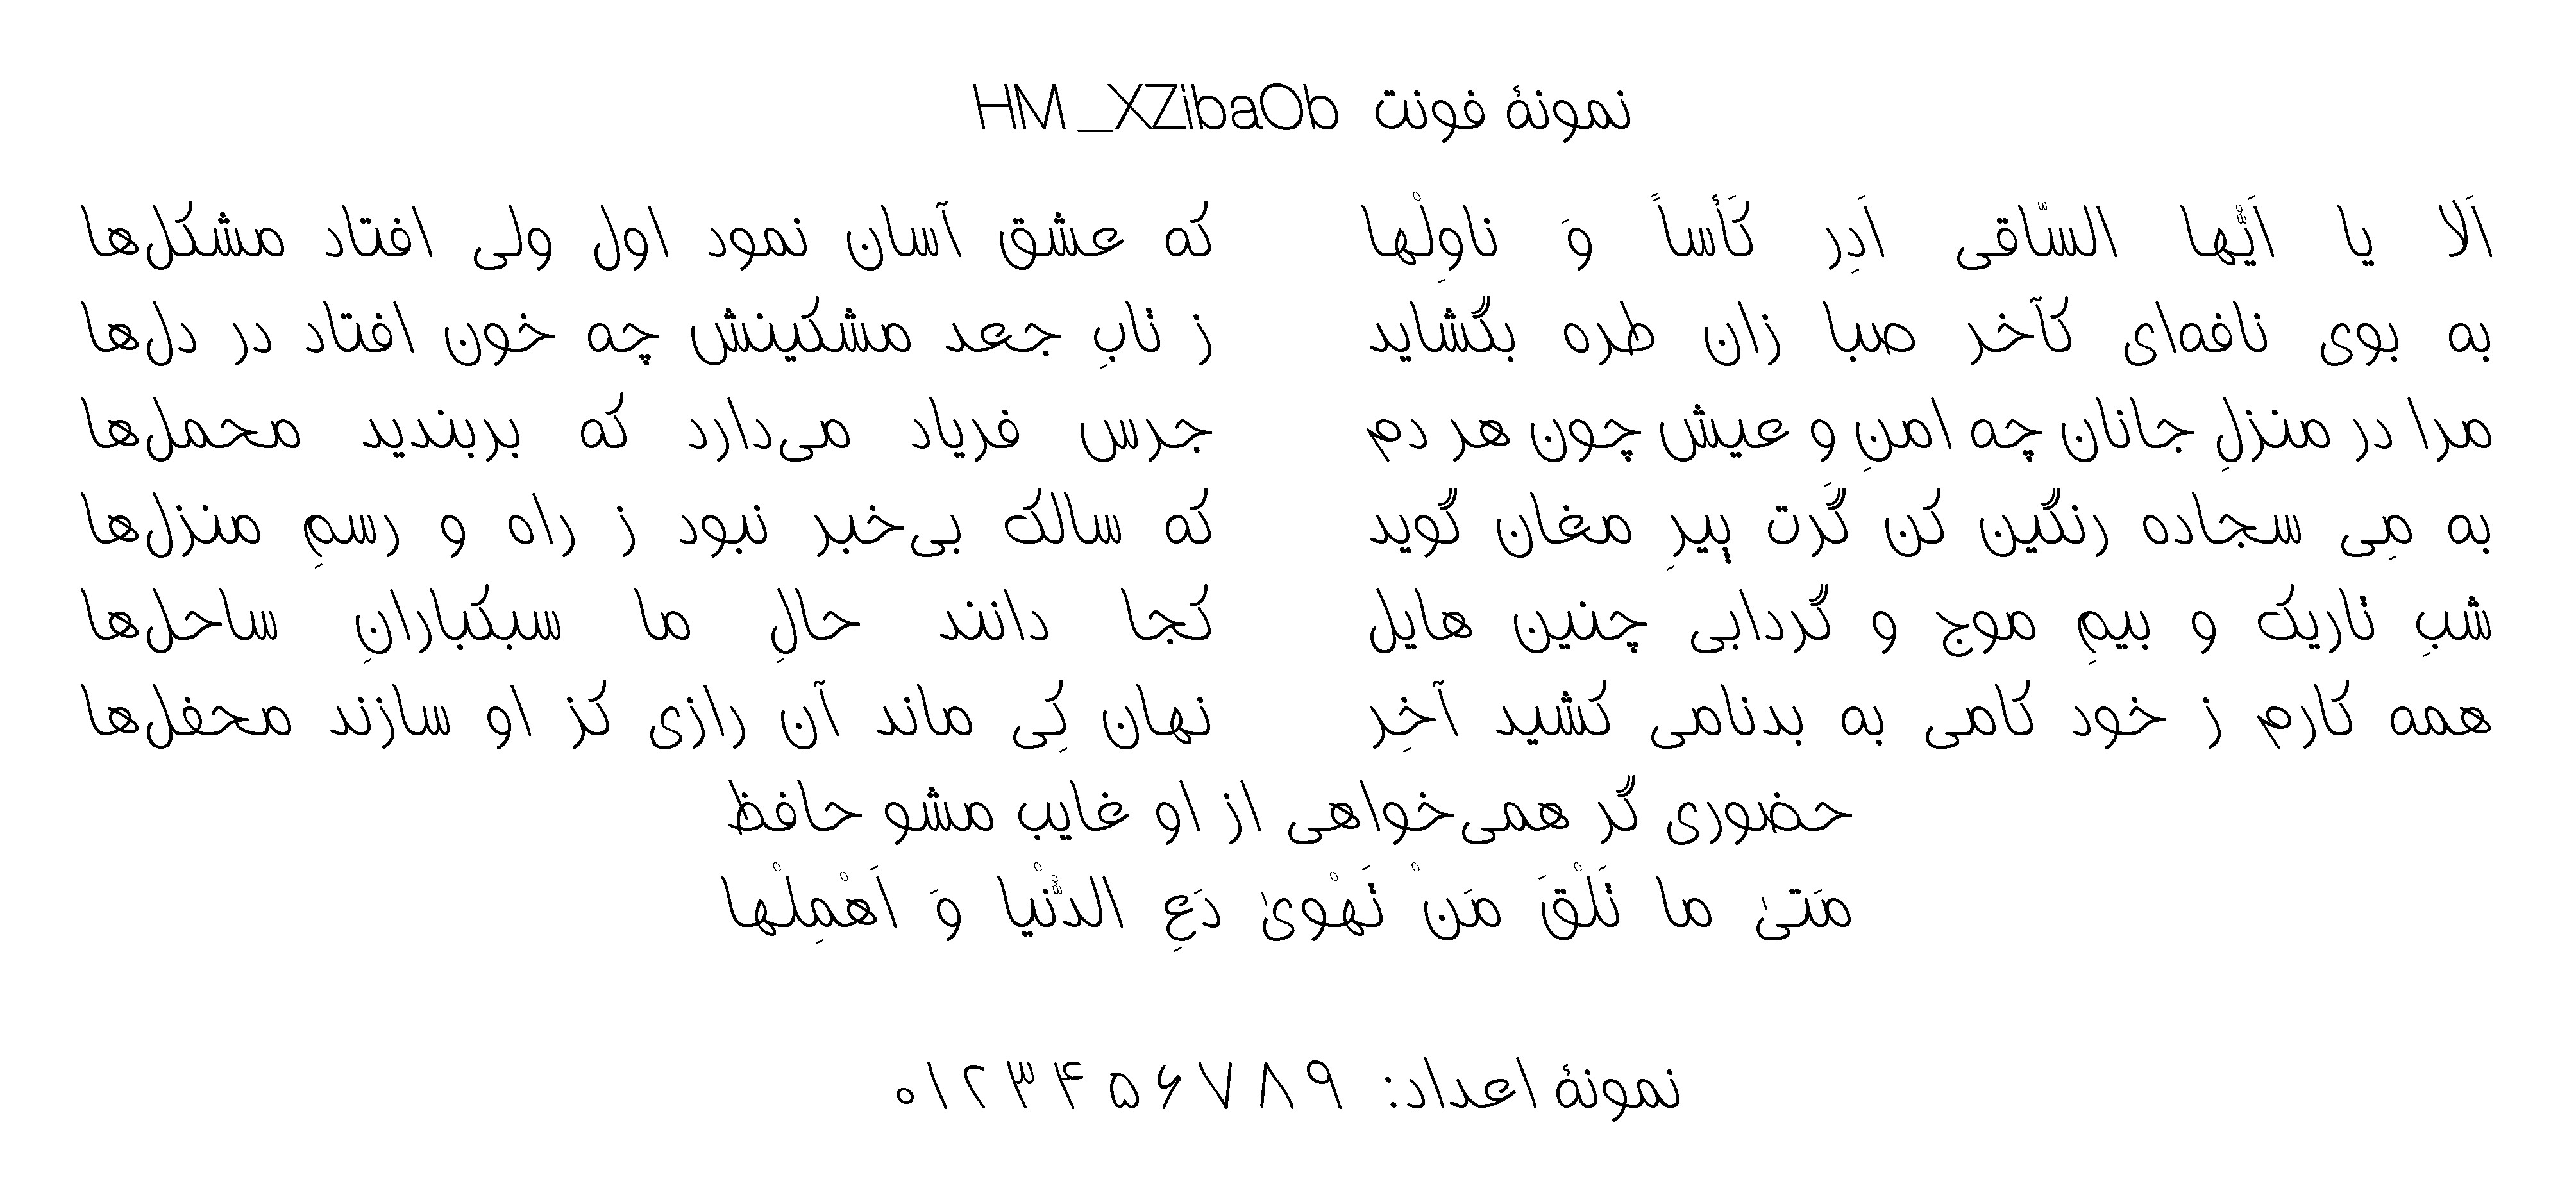 نمونهٔ فونت HM_XZibaOb
اَلا یا اَیُّها السّاقی اَدِر کَأساً وَ ناوِلْها که عشق آسان نمود اول ولی افتاد مشکل‌ها
به بوی نافه‌ای کآخر صبا زان طره بگشاید ز تابِ جعد مشکینش چه خون افتاد در دل‌ها
مرا در منزلِ جانان چه امنِ و عیش چون هر دم جرس فریاد می‌دارد که بربندید محمل‌ها
به مِی سجاده رنگین کن گَرت پیرِ مغان گوید که سالک بی‌خبر نبود ز راه و رسمِ منزل‌ها
شبِ تاریک و بیمِ موج و گردابی چنین هایل کجا دانند حالِ ما سبکبارانِ ساحل‌ها
همه کارم ز خود کامی به بدنامی کشید آخِر نهان کِی ماند آن رازی کز او سازند محفل‌ها
حضوری گر همی‌خواهی از او غایب مشو حافظ
مَتیٰ ما تَلْقَ مَنْ تَهْویٰ دَعِ الدُّنْیا وَ اَهْمِلْها
نمونهٔ اعداد: ۰۱۲۳۴۵۶۷۸۹